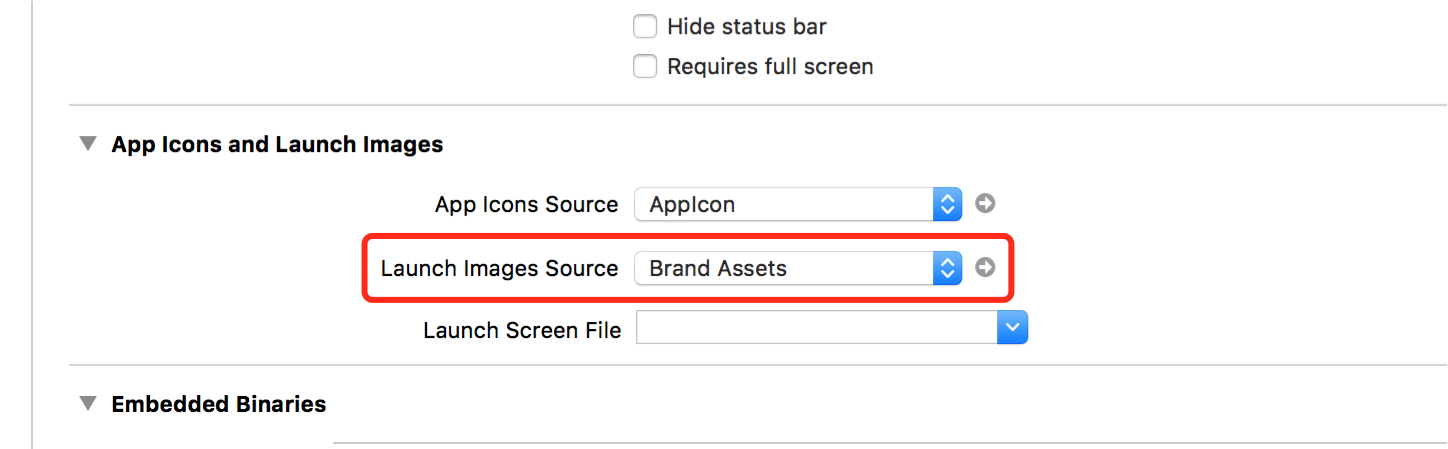 Hide status bar
Requires full screen
App Icons and Launch Images
App Icons Source AppIcon
Launch Images Source Brand Assets
Launch Screen File
Embedded Binaries